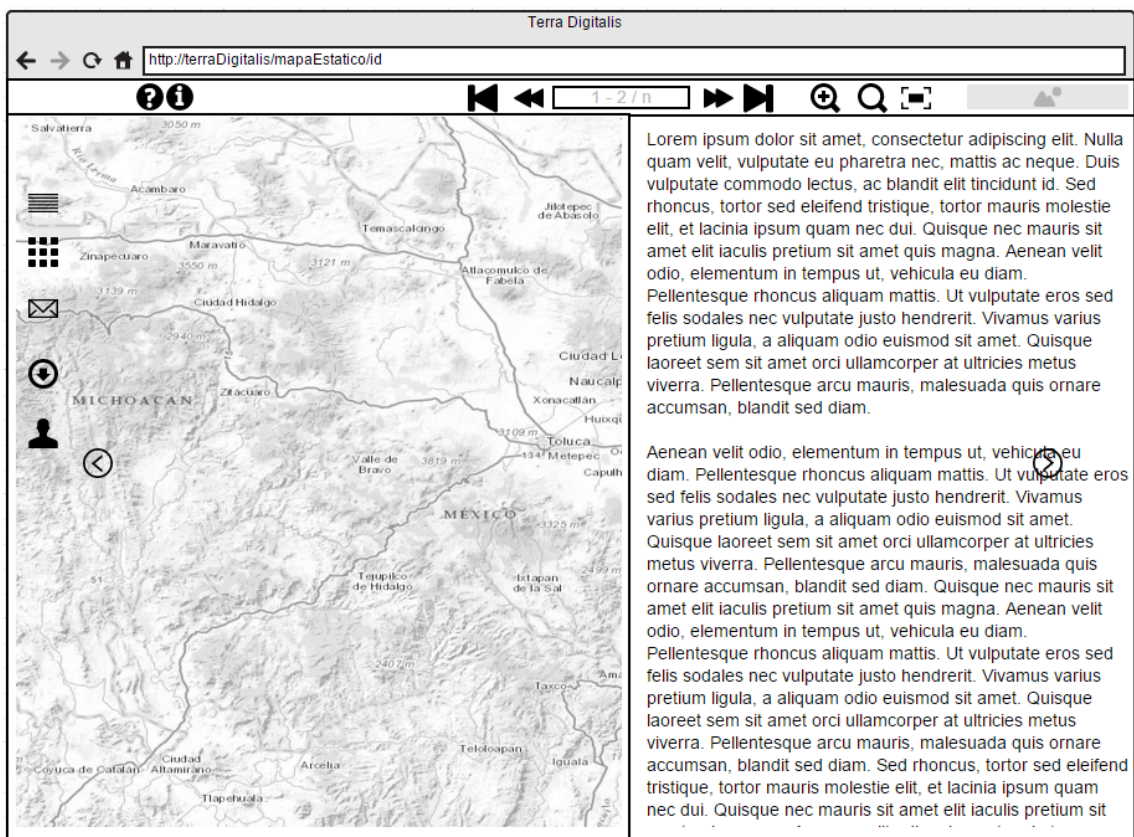 Terra Digitalis
http://terraDigitalis/mapaEstatico/id
1 - 2 / n
Salvatierra
3050 m
Río Lerma
Acámbaro
Jilotepec
de Abasolo
Temascalcingo
Maravatío
Zinapécuaro
3550 m
3121 m
Atlacomulco de
Fabela
3139 m
Ciudad Hidalgo
2940 m
15
Ciudad L
Naucalp
Zitácuaro
MICHOACÁN
Xonacatlán
Huixq
3109 m
Toluca
134
Metepec
Capulh
Valle de
Bravo
3819 m
MÉXICO
3325 m
2499 m
51
Tejupilco
de Hidalgo
Ixtapan
de la Sal
2407 m
Ama
Taxco
Teloloapan
Iguala
Ciudad
Altamirano
Coyuca de Catalán
Arcelia
Tlapehuala
Lorem ipsum dolor sit amet, consectetur adipiscing elit. Nulla
quam velit, vulputate eu pharetra nec, mattis ac neque. Duis
vulputate commodo lectus, ac blandit elit tincidunt id. Sed
rhoncus, tortor sed eleifend tristique, tortor mauris molestie
elit, et lacinia ipsum quam nec dui. Quisque nec mauris sit
amet elit iaculis pretium sit amet quis magna. Aenean velit
odio, elementum in tempus ut, vehicula eu diam.
Pellentesque rhoncus aliquam mattis. Ut vulputate eros sed
felis sodales nec vulputate justo hendrerit. Vivamus varius
pretium ligula, a aliquam odio euismod sit amet. Quisque
laoreet sem sit amet orci ullamcorper at ultricies metus
viverra. Pellentesque arcu mauris, malesuada quis ornare
accumsan, blandit sed diam.
Aenean velit odio, elementum in tempus ut, vehicula eu
diam. Pellentesque rhoncus aliquam mattis. Ut vulputate eros
sed felis sodales nec vulputate justo hendrerit. Vivamus
varius pretium ligula, a aliquam odio euismod sit amet.
Quisque laoreet sem sit amet orci ullamcorper at ultricies
metus viverra. Pellentesque arcu mauris, malesuada quis
ornare accumsan, blandit sed diam. Quisque nec mauris sit
amet elit iaculis pretium sit amet quis magna. Aenean velit
odio, elementum in tempus ut, vehicula eu diam.
Pellentesque rhoncus aliquam mattis. Ut vulputate eros sed
felis sodales nec vulputate justo hendrerit. Vivamus varius
pretium ligula, a aliquam odio euismod sit amet. Quisque
laoreet sem sit amet orci ullamcorper at ultricies metus
viverra. Pellentesque arcu mauris, malesuada quis ornare
accumsan, blandit sed diam. Sed rhoncus, tortor sed eleifend
tristique, tortor mauris molestie elit, et lacinia ipsum quam
nec dui. Quisque nec mauris sit amet elit iaculis pretium sit